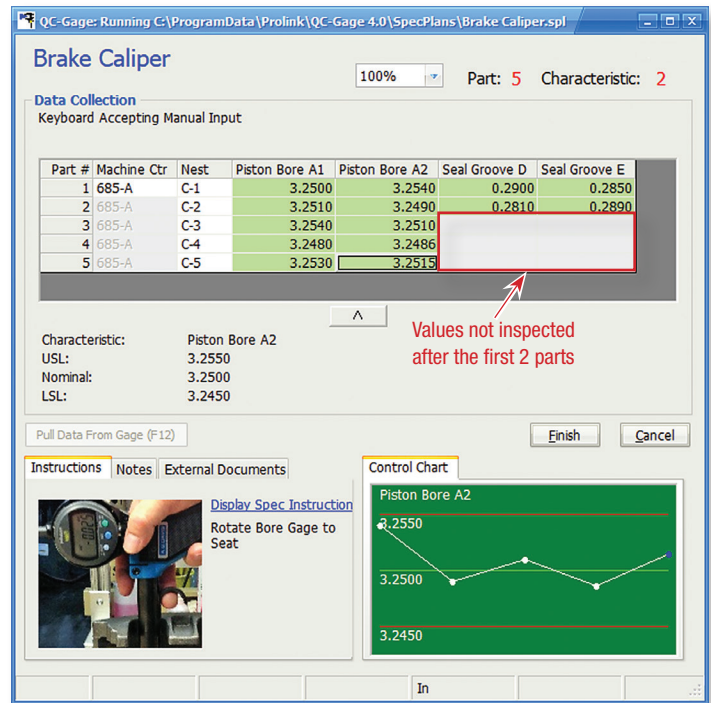 QC-Gage: Running C:\ProgramData\Prolink\QC-Gage 4.0\SpecPlans\Brake Caliper.spl
Brake Caliper
100% Part: 5 Characteristic: 2
Data Collection
Keyboard Accepting Manual Input
Part # Machine Ctr Nest Piston Bore A1 Piston Bore A2 Seal Groove D Seal Groove E
1 685-A C-1 3.2500 3.2540 0.2900 0.2850
2 685-A C-2 3.2510 3.2490 0.2810 0.2890
3 685-A C-3 3.2540 3.2510
4 685-A C-4 3.2480 3.2486
5 685-A C-5 3.2530 3.2515
Values not inspected
after the first 2 parts
Characteristic: Piston Bore A2
USL: 3.2550
Nominal: 3.2500
LSL: 3.2450
Pull Data From Gage (F12) Finish Cancel
Instructions Notes External Documents Control Chart
Display Spec Instruction
Rotate Bore Gage to
Seat
Piston Bore A2
3.2550
3.2500
3.2450
In